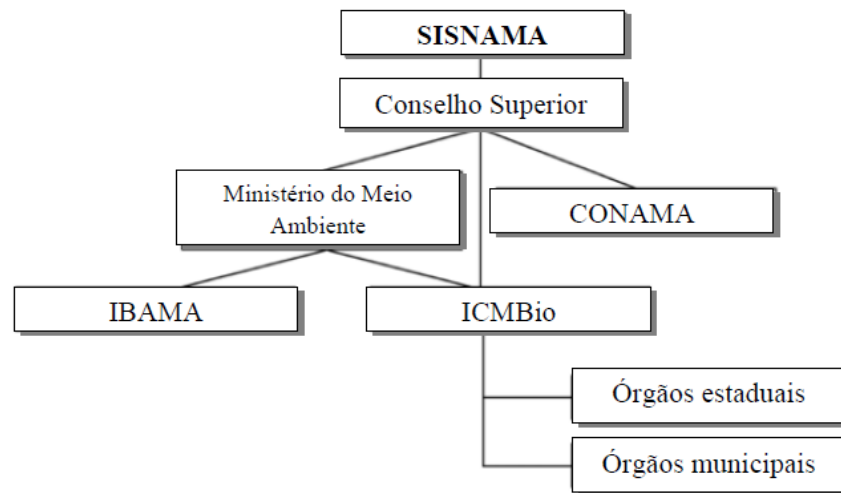 SISNAMA
Conselho Superior
Ministério do Meio
Ambiente
CONAMA
IBAMA
ICMBio
Órgãos estaduais
Órgãos municipais